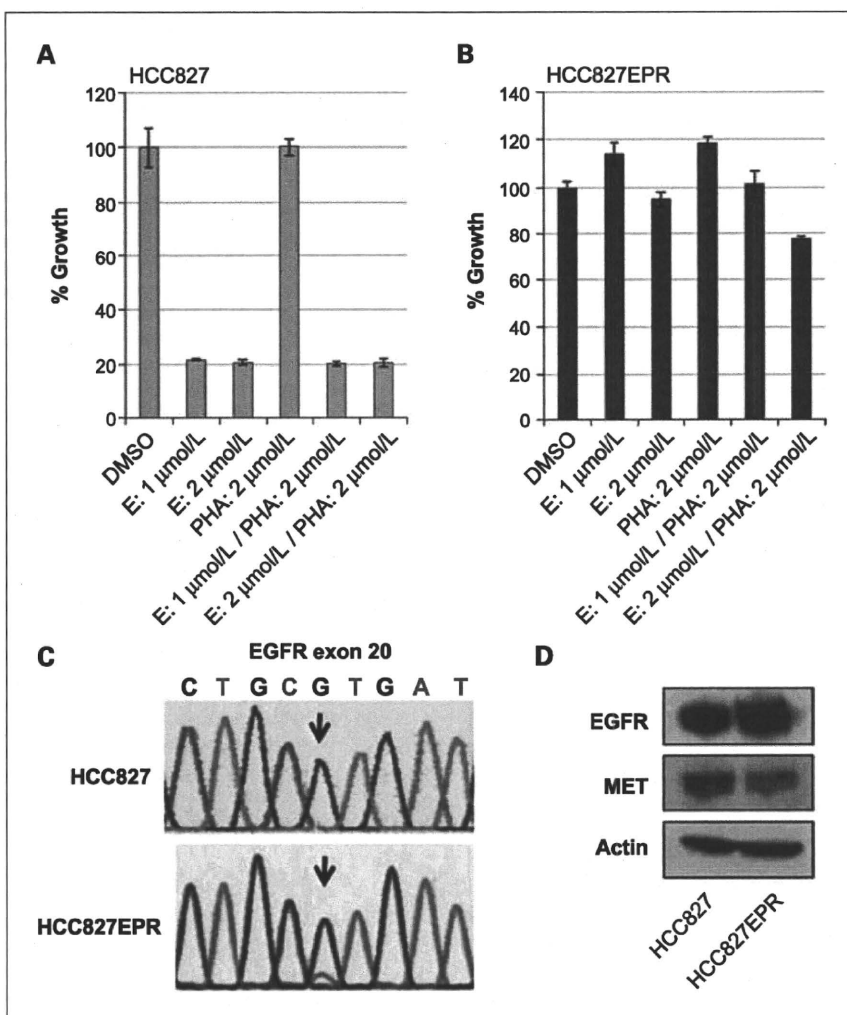 A
HCC827
120
100
80
60
40
20
0
% Growth
DMSO
E: 1 μmol/L
E: 2 μmol/L
PHA: 2 μmol/L
E: 1 μmol/L / PHA: 2 μmol/L
E: 2 μmol/L / PHA: 2 μmol/L
B
HCC827EPR
140
120
100
80
60
40
20
0
% Growth
DMSO
E: 1 μmol/L
E: 2 μmol/L
PHA: 2 μmol/L
E: 1 μmol/L / PHA: 2 μmol/L
E: 2 μmol/L / PHA: 2 μmol/L
C
EGFR exon 20
C T G C G T G A T
HCC827
HCC827EPR
D
EGFR
MET
Actin
HCC827
HCC827EPR